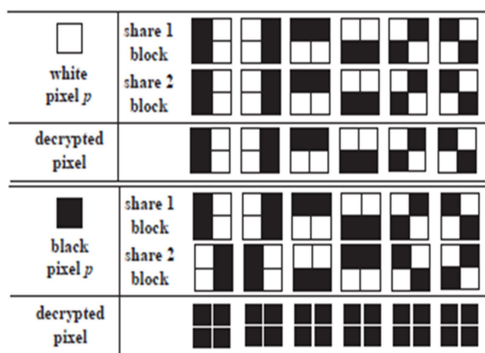 share 1
block
white
pixel p
share 2
block
decrypted
pixel
share 1
block
black
pixel p
share 2
block
decrypted
pixel